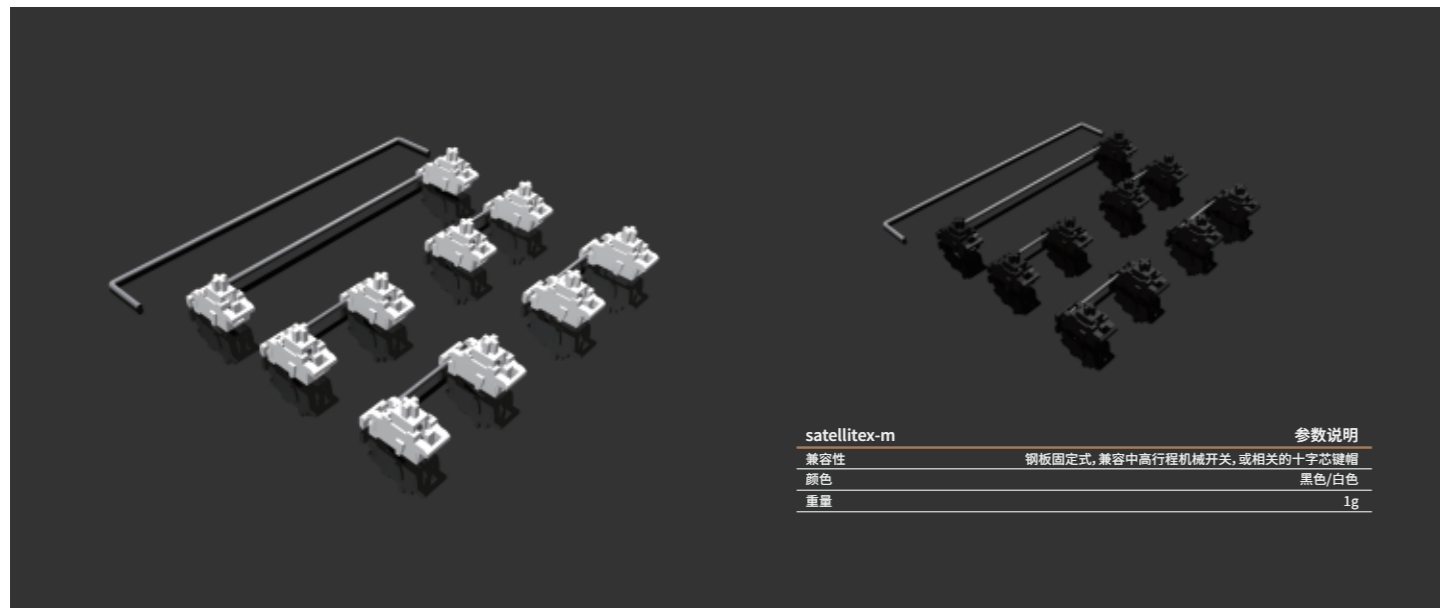 satellitex-m 参数说明
兼容性 钢板固定式,兼容中高行程机械开关,或相关的十字芯键帽
颜色 黑色/白色
重量 1g